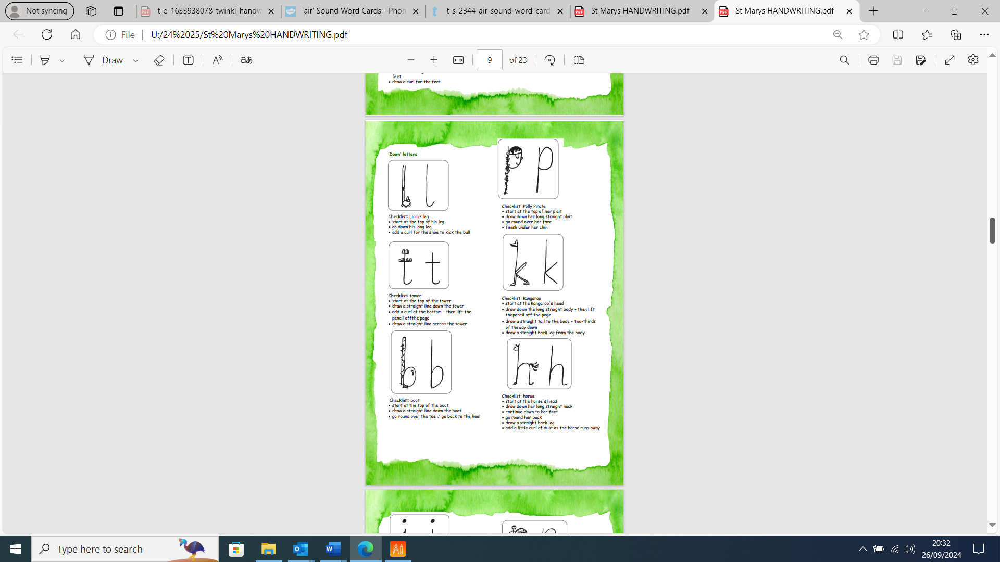 Not syncing
t-e-1633938078-twinkl-handw
'air' Sound Word Cards - Phon
t-s-2344-air-sound-word-card
St Marys HANDWRITING.pdf
St Marys HANDWRITING.pdf
File
U:/24%2025/St%20Marys%20HANDWRITING.pdf
Draw
aあ
9 of 23
feet
• draw a curl for the feet
'Down' letters
l
Checklist: Liam's leg
• start at the top of his leg
• go down his long leg
• add a curl for the shoe to kick the ball
t t
Checklist: tower
• start at the top of the tower
• draw a straight line down the tower
• add a curl at the bottom – then lift the
pencil offthe page
• draw a straight line across the tower
b b
Checklist: boot
• start at the top of the boot
• draw a straight line down the boot
• go round over the toe ✓ go back to the heel
p
Checklist: Polly Pirate
• start at the top of her plait
• draw down her long straight plait
• go round over her face
• finish under her chin
k k
Checklist: kangaroo
• start at the kangaroo's head
• draw down the long straight body – then lift
thepencil off the page
• draw a straight tail to the body – two-thirds
of theway down
• draw a straight back leg from the body
h h
Checklist: horse
• start at the horse's head
• draw down her long straight neck
• continue down to her feet
• go round her back
• draw a straight back leg
• add a little curl of dust as the horse runs away
Type here to search
20:32
26/09/2024